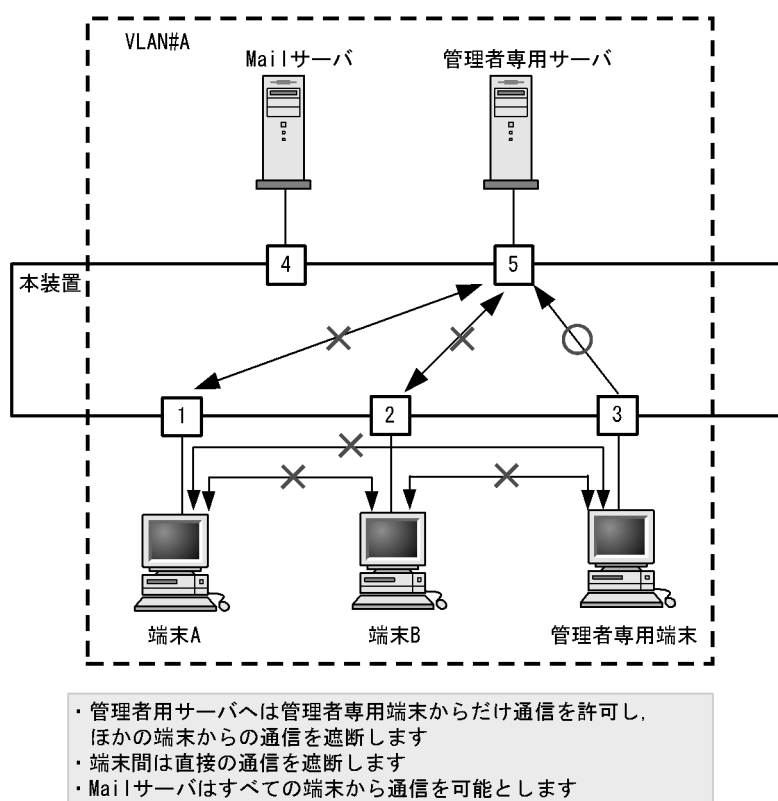 VLAN#A
Mailサーバ
管理者専用サーバ
4
5
本装置
1
2
3
端末A
端末B
管理者専用端末
・管理者用サーバへは管理者専用端末からだけ通信を許可し,
ほかの端末からの通信を遮断します
・端末間は直接の通信を遮断します
・Mailサーバはすべての端末から通信を可能とします